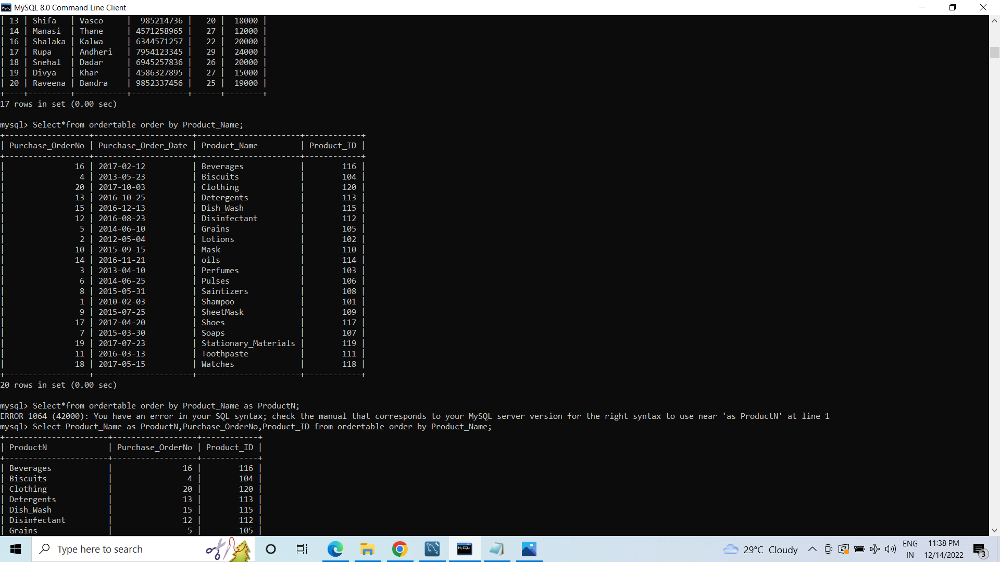 MySQL 8.0 Command Line Client
| 13 | Shifa   | Vasco     |  985214736 |   20 |  18000 |
| 14 | Manasi  | Thane     | 4571258965 |   27 |  12000 |
| 16 | Shalaka | Kalwa     | 6344571257 |   22 |  20000 |
| 17 | Rupa    | Andheri   | 7954123345 |   29 |  24000 |
| 18 | Snehal  | Dadar     | 6945257836 |   26 |  20000 |
| 19 | Divya   | Khar      | 4586327895 |   27 |  15000 |
| 20 | Raveena | Bandra    | 9852337456 |   25 |  19000 |
+----+---------+-----------+------------+------+--------+
17 rows in set (0.00 sec)
mysql> Select*from ordertable order by Product_Name;
+------------------+---------------------+----------------------+------------+
| Purchase_OrderNo | Purchase_Order_Date | Product_Name         | Product_ID |
+------------------+---------------------+----------------------+------------+
|               16 | 2017-02-12          | Beverages            |        116 |
|                4 | 2013-05-23          | Biscuits             |        104 |
|               20 | 2017-10-03          | Clothing             |        120 |
|               13 | 2016-10-25          | Detergents           |        113 |
|               15 | 2016-12-13          | Dish_Wash            |        115 |
|               12 | 2016-08-23          | Disinfectant         |        112 |
|                5 | 2014-06-10          | Grains               |        105 |
|                2 | 2012-05-04          | Lotions              |        102 |
|               10 | 2015-09-15          | Mask                 |        110 |
|               14 | 2016-11-21          | oils                 |        114 |
|                3 | 2013-04-10          | Perfumes             |        103 |
|                6 | 2014-06-25          | Pulses               |        106 |
|                8 | 2015-05-31          | Saintizers           |        108 |
|                1 | 2010-02-03          | Shampoo              |        101 |
|                9 | 2015-07-25          | SheetMask            |        109 |
|               17 | 2017-04-20          | Shoes                |        117 |
|                7 | 2015-03-30          | Soaps                |        107 |
|               19 | 2017-07-23          | Stationary_Materials |        119 |
|               11 | 2016-03-13          | Toothpaste           |        111 |
|               18 | 2017-05-15          | Watches              |        118 |
+------------------+---------------------+----------------------+------------+
20 rows in set (0.00 sec)
mysql> Select*from ordertable order by Product_Name as ProductN;
ERROR 1064 (42000): You have an error in your SQL syntax; check the manual that corresponds to your MySQL server version for the right syntax to use near 'as ProductN' at line 1
mysql> Select Product_Name as ProductN,Purchase_OrderNo,Product_ID from ordertable order by Product_Name;
+----------------------+------------------+------------+
| ProductN             | Purchase_OrderNo | Product_ID |
+----------------------+------------------+------------+
| Beverages            |               16 |        116 |
| Biscuits             |                4 |        104 |
| Clothing             |               20 |        120 |
| Detergents           |               13 |        113 |
| Dish_Wash            |               15 |        115 |
| Disinfectant         |               12 |        112 |
| Grains               |                5 |        105 |
Type here to search
29°C Cloudy
ENG
IN
11:38 PM
12/14/2022
3